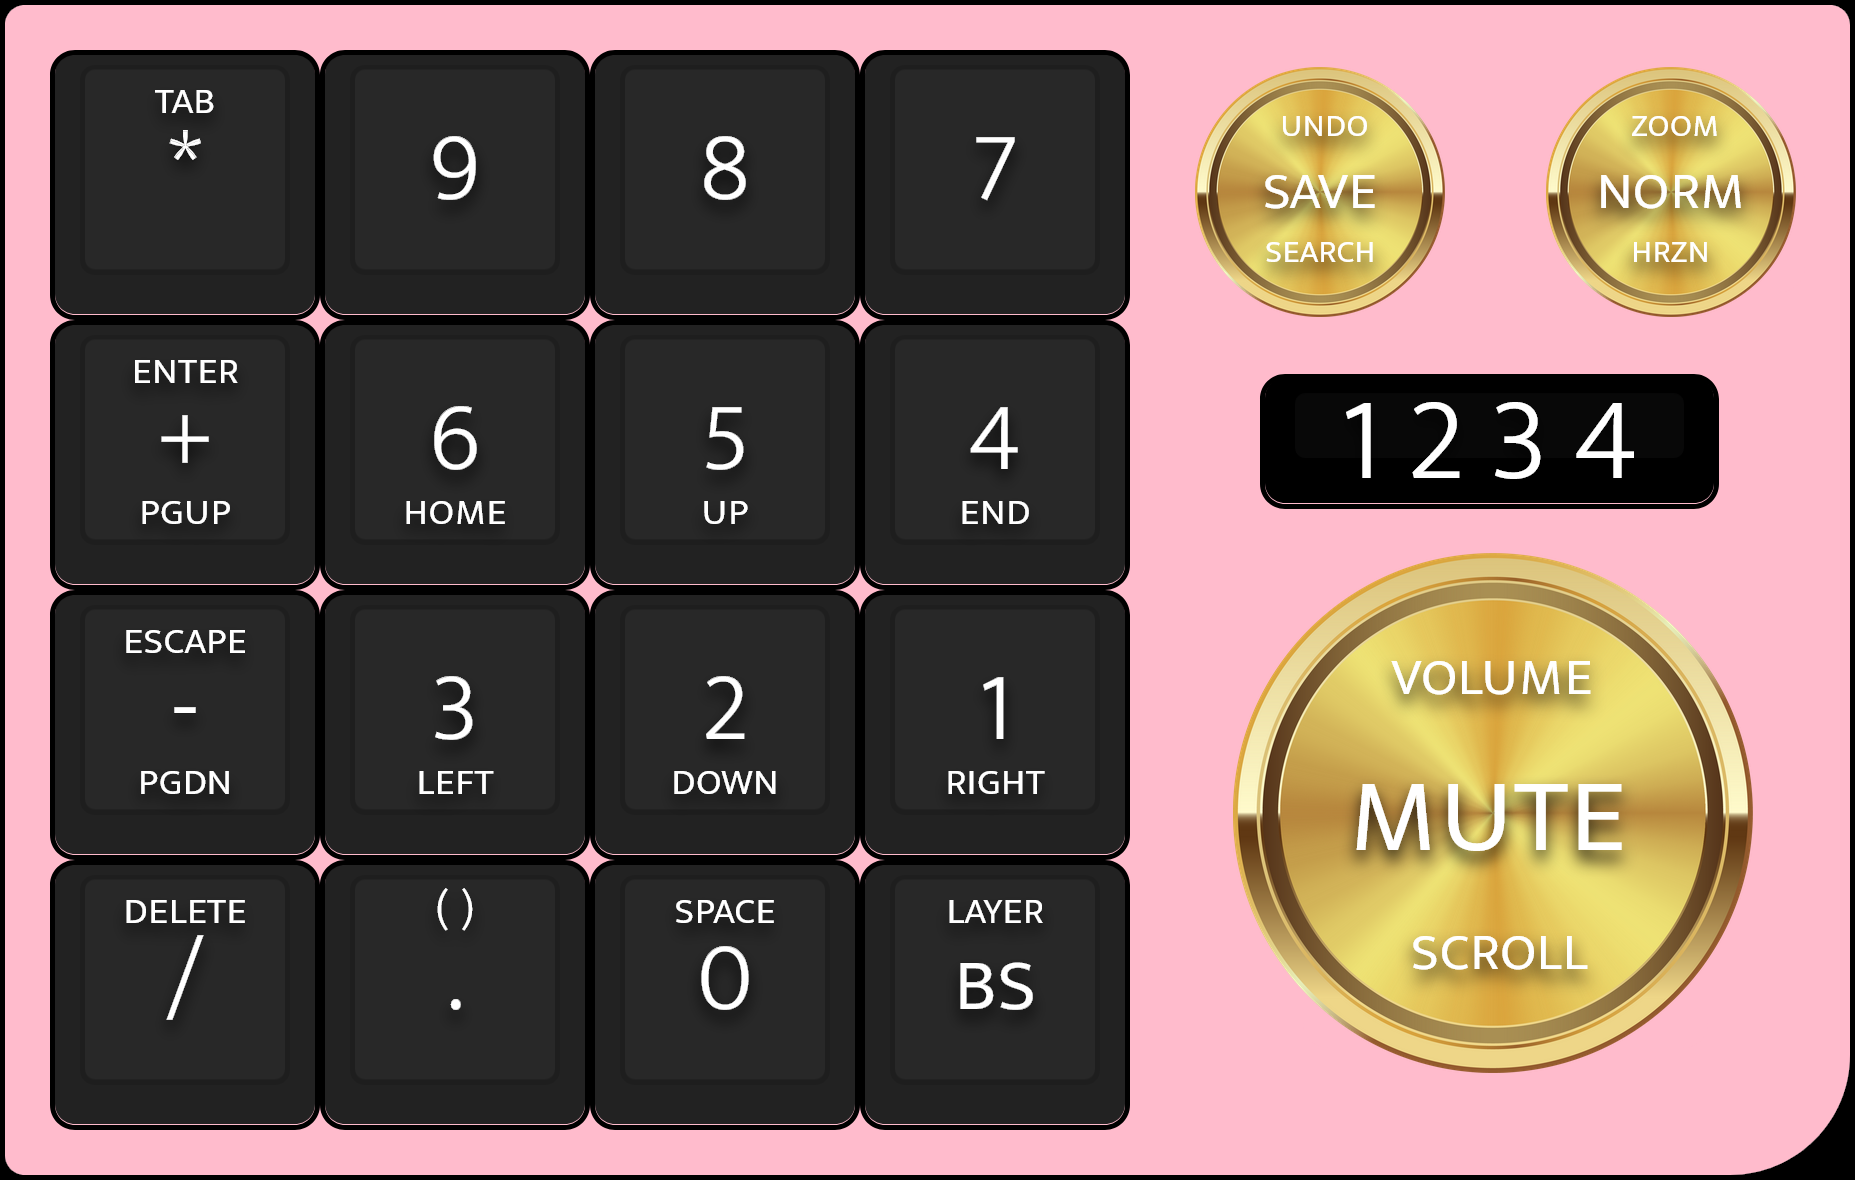 TAB
*
9
8
7
ENTER
+
PGUP
6
HOME
5
UP
4
END
ESCAPE
-
PGDN
3
LEFT
2
DOWN
1
RIGHT
DELETE
/
( )
.
SPACE
0
LAYER
BS
UNDO
SAVE
SEARCH
ZOOM
NORM
HRZN
1 2 3 4
VOLUME
MUTE
SCROLL